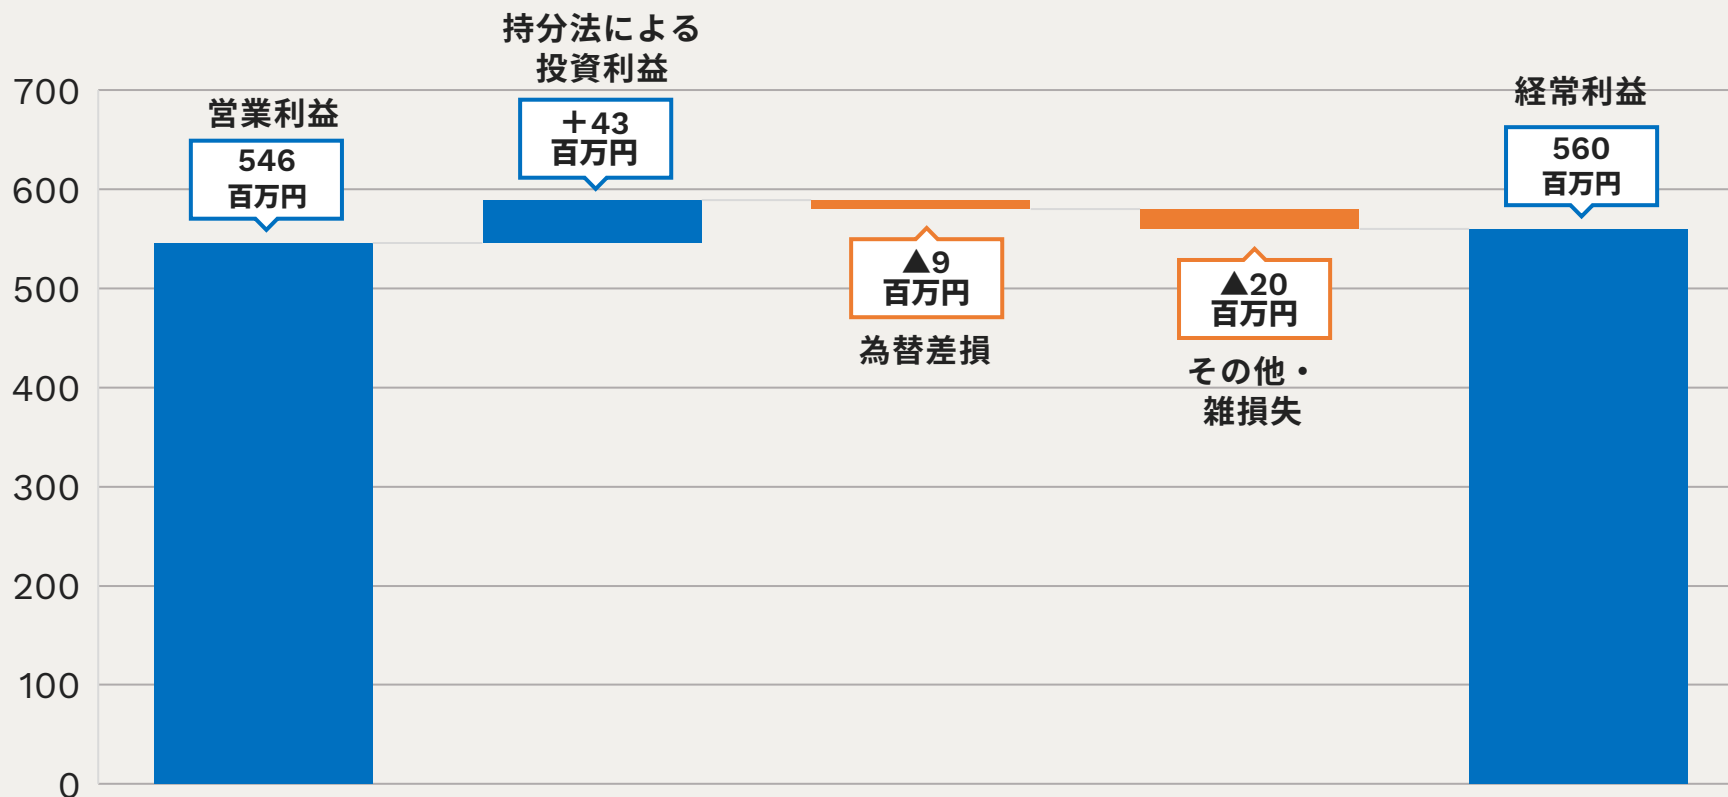 持分法による
投資利益
＋43
百万円
営業利益
546
百万円
経常利益
560
百万円
▲9
百万円
為替差損
▲20
百万円
その他・
雑損失
700
600
500
400
300
200
100
0